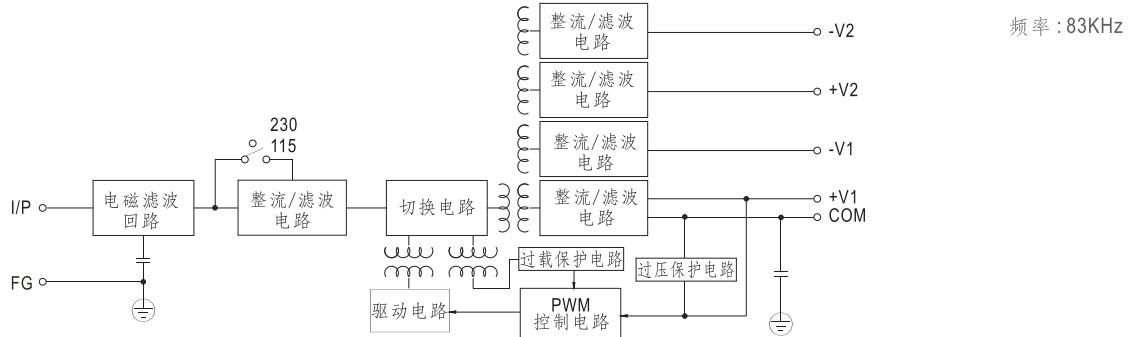 整流/滤波
电路
-V2
频率:83KHz
整流/滤波
电路
+V2
整流/滤波
电路
-V1
230
115
I/P
电磁滤波
回路
整流/滤波
电路
切换电路
整流/滤波
电路
+V1
COM
过载保护电路
过压保护电路
FG
驱动电路
PWM
控制电路